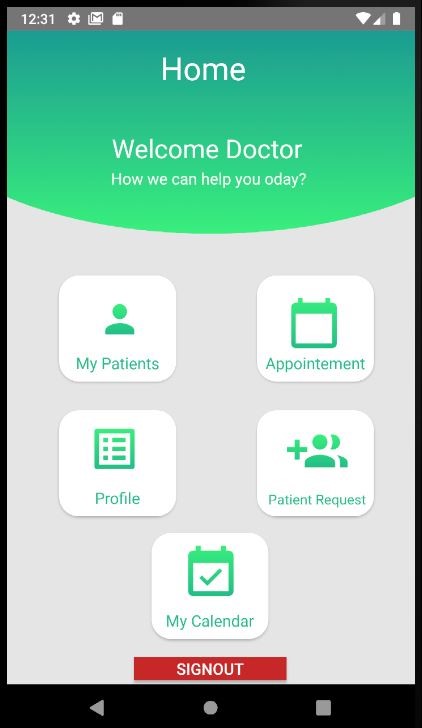 12:31
Home
Welcome Doctor
How we can help you oday?
My Patients
Appointement
Profile
Patient Request
My Calendar
SIGNOUT